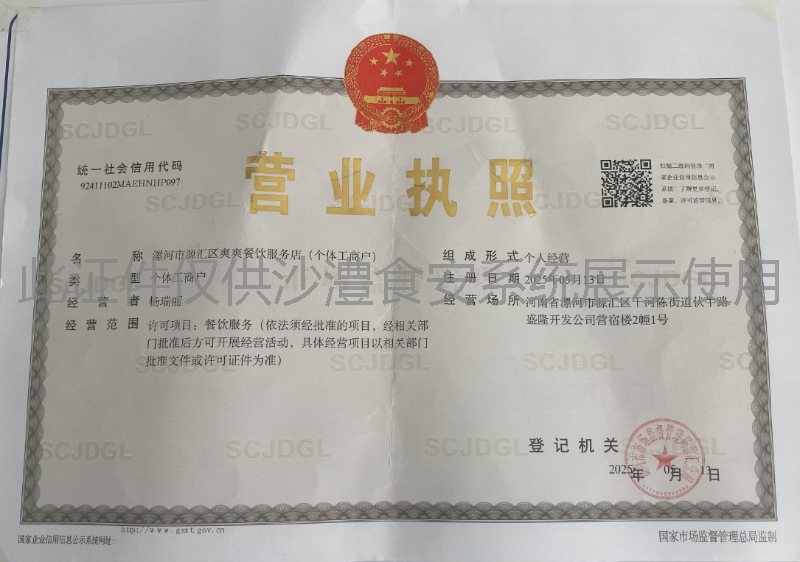 营业执照
统一社会信用代码
92411102MAEHNHP097
扫描二维码登录“国
家企业信用信息公示
系统”了解更多登记、
备案、许可监管信息。
名称 漯河市源汇区爽爽餐饮服务店（个体工商户）
类型 个体工商户
经营者 杨瑞丽
经营范围 许可项目：餐饮服务（依法须经批准的项目，经相关部
门批准后方可开展经营活动，具体经营项目以相关部门
批准文件或许可证件为准）
组成形式 个人经营
注册日期 2025年05月13日
经营场所 河南省漯河市源汇区干河陈街道伏牛路
盛隆开发公司营宿楼2幢1号
此证件仅供沙澧食安系统展示使用
登记机关
2025年05月13日
国家企业信用信息公示系统网址：
http://www.gsxt.gov.cn
国家市场监督管理总局监制
SCJDGL